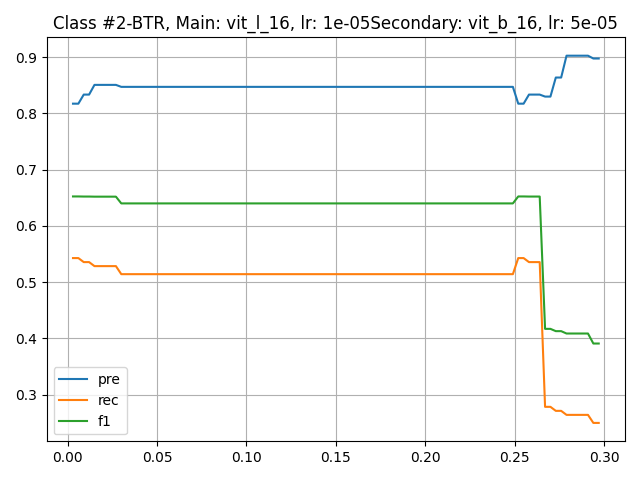 Class #2-BTR, Main: vit_l_16, lr: 1e-05Secondary: vit_b_16, lr: 5e-05
0.9
0.8
0.7
0.6
0.5
0.4
0.3
pre
rec
f1
0.00 0.05 0.10 0.15 0.20 0.25 0.30